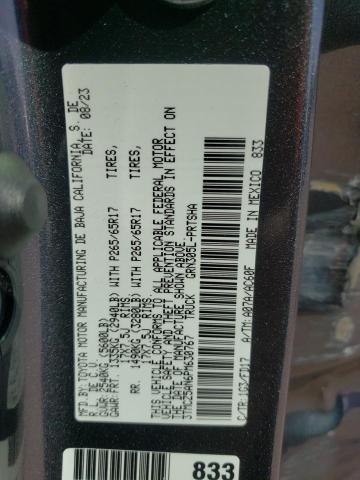 MFD.BY:TOYOTA MOTOR MANUFACTURING DE BAJA CALIFORNIA, S. DE
R.L. DE C.V. DATE: 08/23
GVWR: 2540KG(5600LB)
GAWR:FRT. 1335KG(2940LB)WITH P265/65R17 TIRES,
17X7.5J RIMS,
RR. 1490KG(3280LB)WITH P265/65R17 TIRES,
17X7.5J RIMS,
THIS VEHICLE CONFORMS TO ALL APPLICABLE FEDERAL MOTOR
VEHICLE SAFETY AND THEFT PREVENTION STANDARDS IN EFFECT ON
THE DATE OF MANUFACTURE SHOWN ABOVE.
3TMCZ5AN6PM630767 TRUCK GRN305L-PRTSHA
C/TR:1G3/FD17 A/TM:A07A/AC60F MADE IN MEXICO 833
833